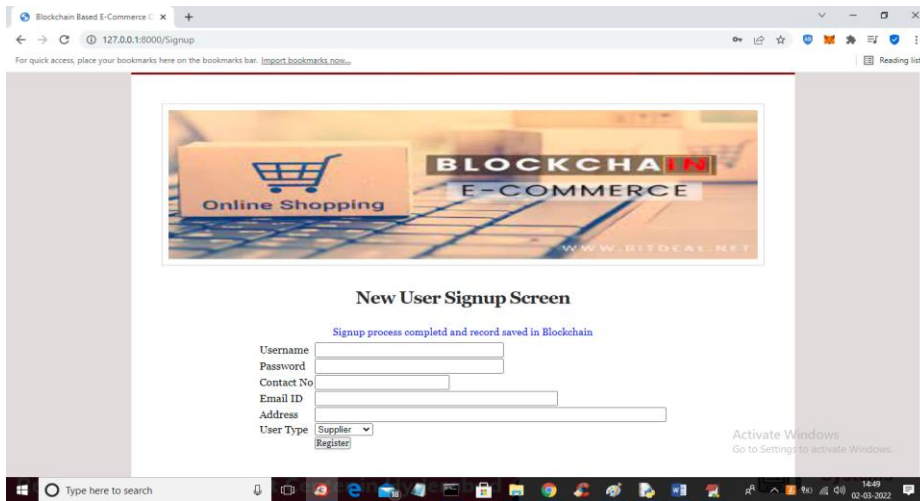 Blockchain Based E-Commerce C
127.0.0.1:8000/Signup
For quick access, place your bookmarks here on the bookmarks bar. Import bookmarks now...
Reading list
Online Shopping
BLOCKCHAIN
E-COMMERCE
WWW.BITDEAL.NET
New User Signup Screen
Signup process completd and record saved in Blockchain
Username
Password
Contact No
Email ID
Address
User Type Supplier
Register
Activate Windows
Go to Settings to activate Windows.
Type here to search
14:49
02-03-2022